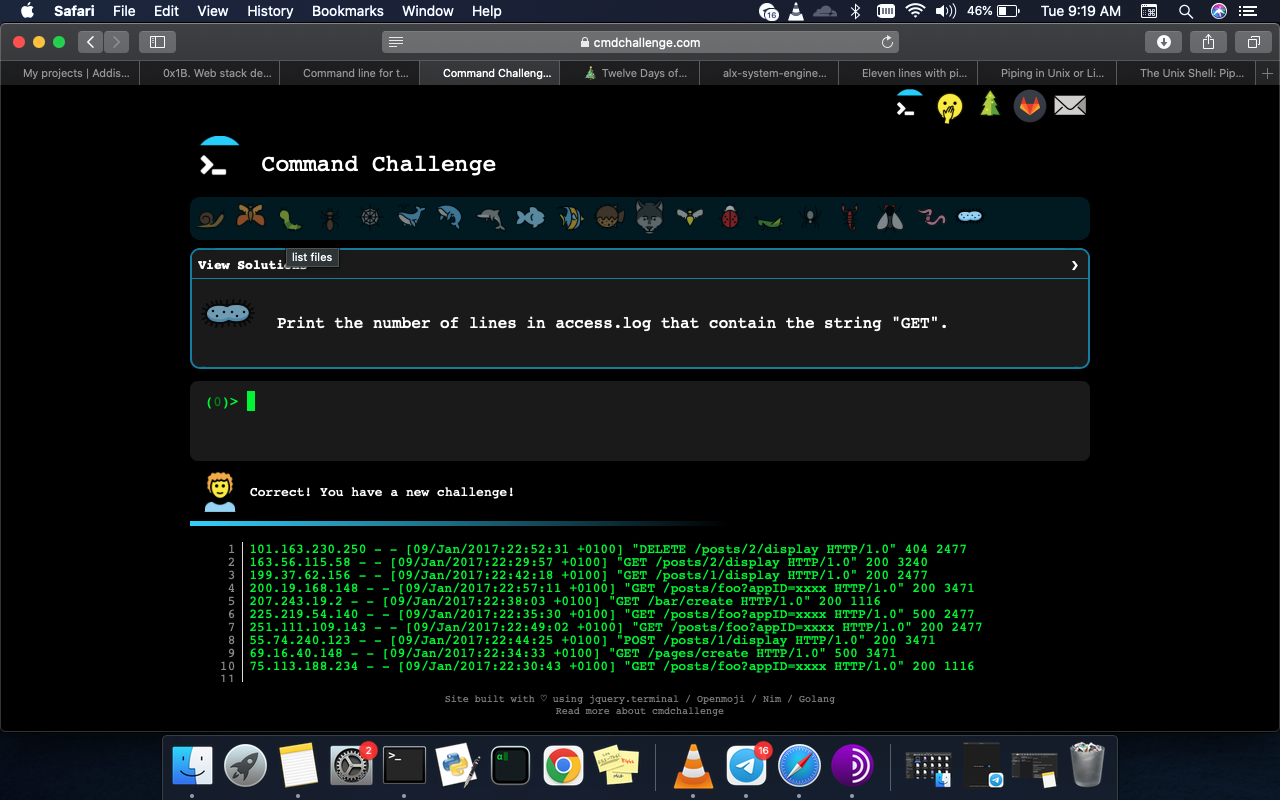 Safari File Edit View History Bookmarks Window Help 16 46% Tue 9:19 AM
cmdchallenge.com
My projects | Addis... 0x1B. Web stack de... Command line for t... Command Challeng... Twelve Days of... alx-system-engine... Eleven lines with pi... Piping in Unix or Li... The Unix Shell: Pip...
Command Challenge
list files
View Solutions
Print the number of lines in access.log that contain the string "GET".
(0)>
Correct! You have a new challenge!
1 101.163.230.250 - - [09/Jan/2017:22:52:31 +0100] "DELETE /posts/2/display HTTP/1.0" 404 2477
2 163.56.115.58 - - [09/Jan/2017:22:29:57 +0100] "GET /posts/2/display HTTP/1.0" 200 3240
3 199.37.62.156 - - [09/Jan/2017:22:42:18 +0100] "GET /posts/1/display HTTP/1.0" 200 2477
4 200.19.168.148 - - [09/Jan/2017:22:57:11 +0100] "GET /posts/foo?appID=xxxx HTTP/1.0" 200 3471
5 207.243.19.2 - - [09/Jan/2017:22:38:03 +0100] "GET /bar/create HTTP/1.0" 200 1116
6 225.219.54.140 - - [09/Jan/2017:22:35:30 +0100] "GET /posts/foo?appID=xxxx HTTP/1.0" 500 2477
7 251.111.109.143 - - [09/Jan/2017:22:49:02 +0100] "GET /posts/foo?appID=xxxx HTTP/1.0" 200 2477
8 55.74.240.123 - - [09/Jan/2017:22:44:25 +0100] "POST /posts/1/display HTTP/1.0" 200 3471
9 69.16.40.148 - - [09/Jan/2017:22:34:33 +0100] "GET /pages/create HTTP/1.0" 500 3471
10 75.113.188.234 - - [09/Jan/2017:22:30:43 +0100] "GET /posts/foo?appID=xxxx HTTP/1.0" 200 1116
11
Site built with ♡ using jquery.terminal / Openmoji / Nim / Golang
Read more about cmdchallenge
2 16